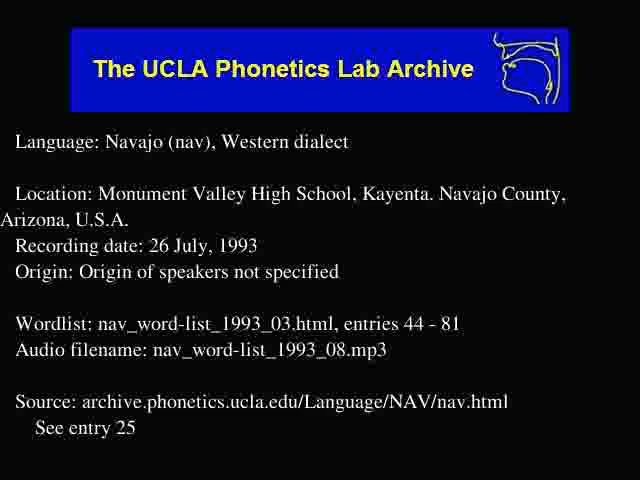 The UCLA Phonetics Lab Archive
Language: Navajo (nav), Western dialect
Location: Monument Valley High School, Kayenta. Navajo County,
Arizona, U.S.A.
Recording date: 26 July, 1993
Origin: Origin of speakers not specified
Wordlist: nav_word-list_1993_03.html, entries 44 - 81
Audio filename: nav_word-list_1993_08.mp3
Source: archive.phonetics.ucla.edu/Language/NAV/nav.html
See entry 25